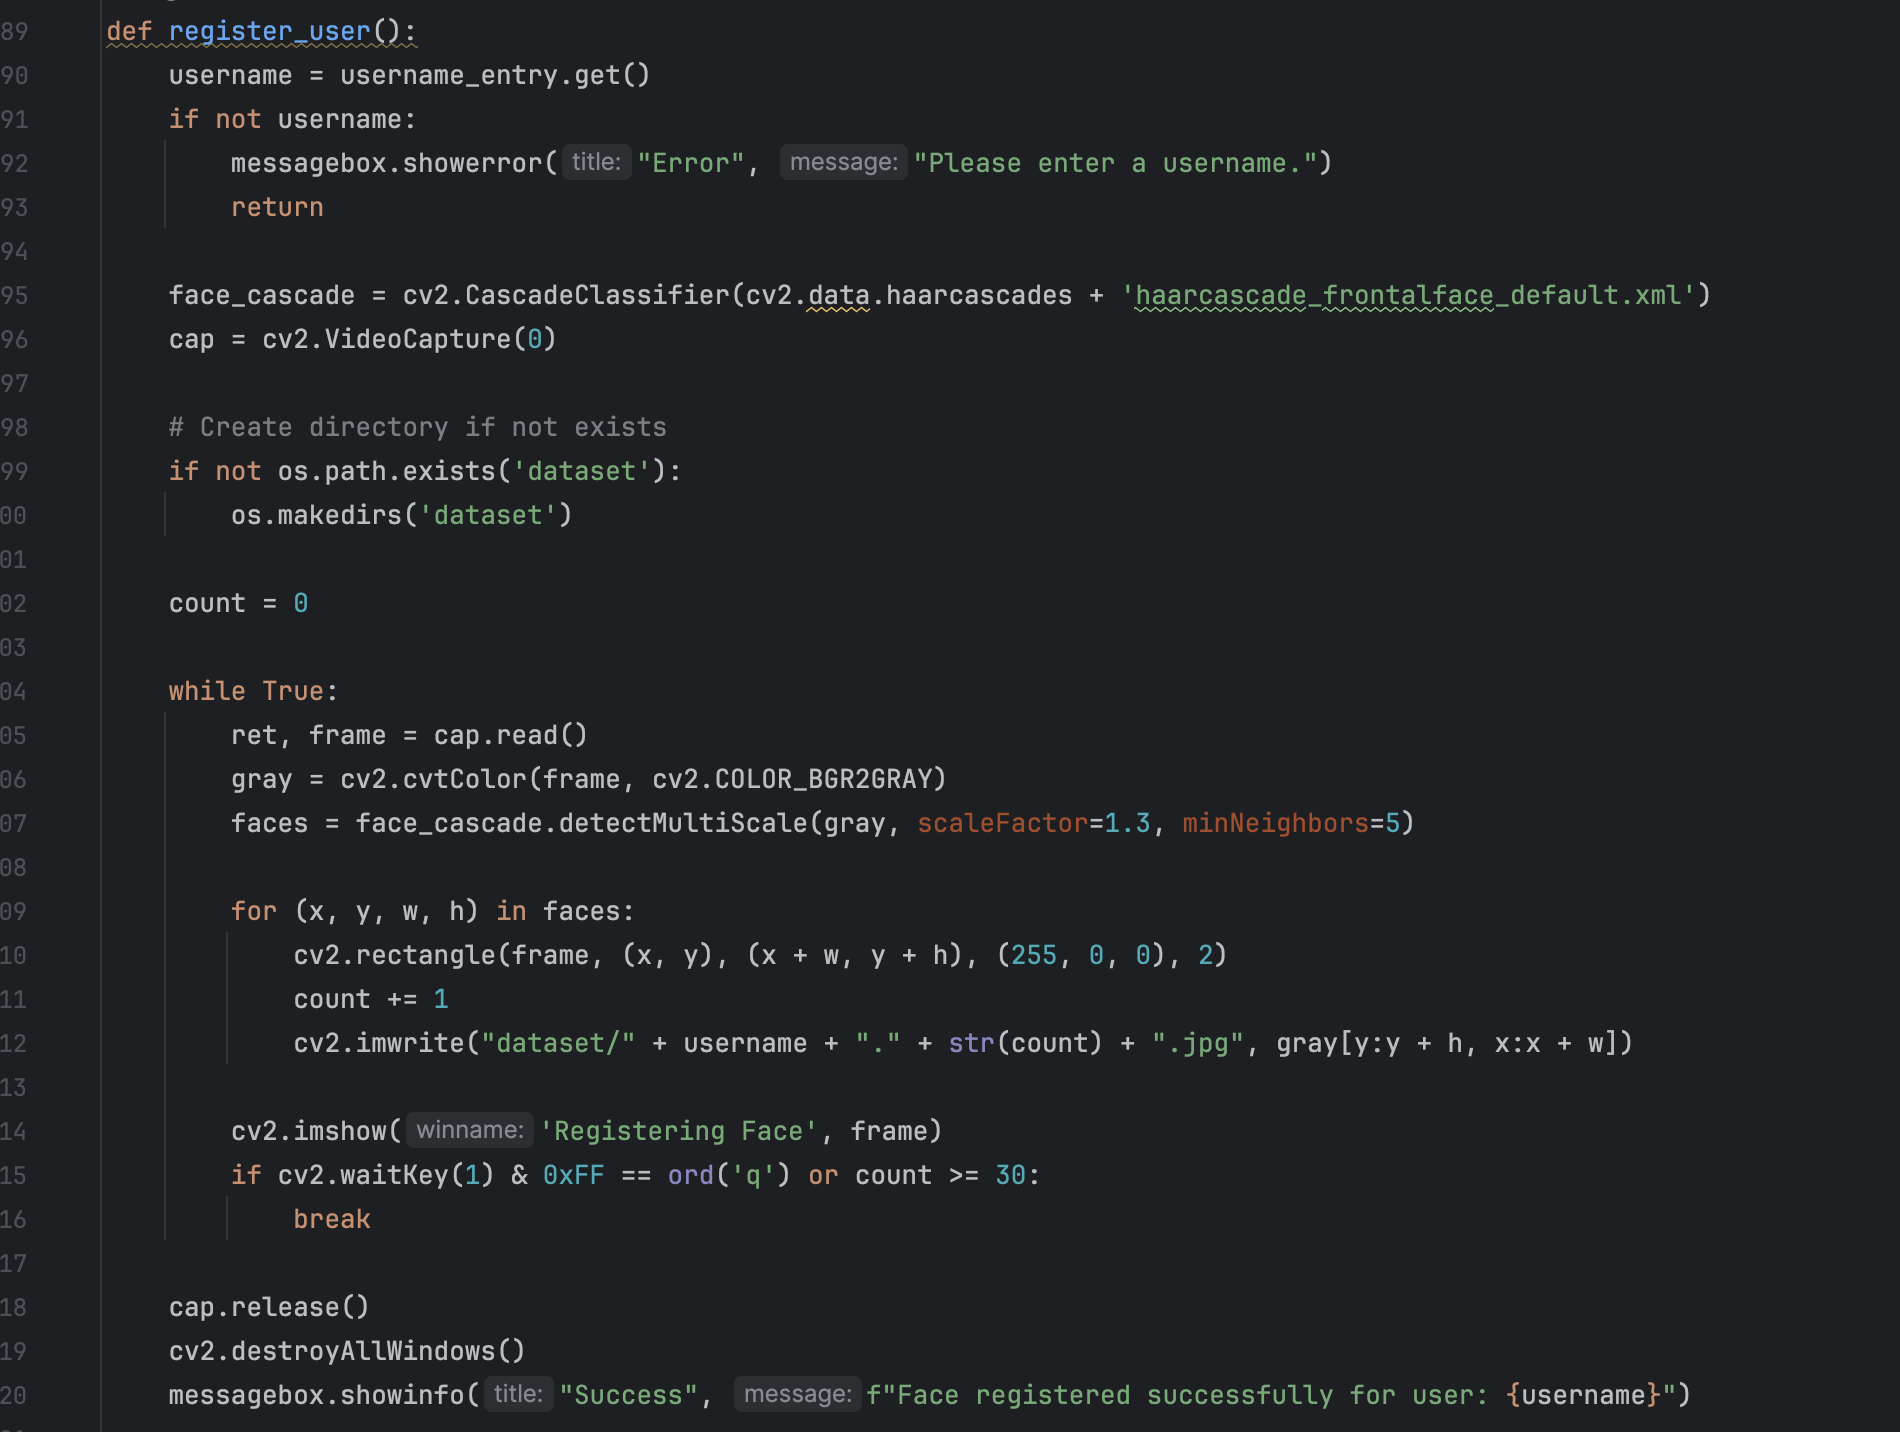 89 def register_user():
90     username = username_entry.get()
91     if not username:
92         messagebox.showerror( title: "Error",  message: "Please enter a username.")
93         return
94
95     face_cascade = cv2.CascadeClassifier(cv2.data.haarcascades + 'haarcascade_frontalface_default.xml')
96     cap = cv2.VideoCapture(0)
97
98     # Create directory if not exists
99     if not os.path.exists('dataset'):
00         os.makedirs('dataset')
01
02     count = 0
03
04     while True:
05         ret, frame = cap.read()
06         gray = cv2.cvtColor(frame, cv2.COLOR_BGR2GRAY)
07         faces = face_cascade.detectMultiScale(gray, scaleFactor=1.3, minNeighbors=5)
08
09         for (x, y, w, h) in faces:
10             cv2.rectangle(frame, (x, y), (x + w, y + h), (255, 0, 0), 2)
11             count += 1
12             cv2.imwrite("dataset/" + username + "." + str(count) + ".jpg", gray[y:y + h, x:x + w])
13
14         cv2.imshow( winname: 'Registering Face', frame)
15         if cv2.waitKey(1) & 0xFF == ord('q') or count >= 30:
16             break
17
18     cap.release()
19     cv2.destroyAllWindows()
20     messagebox.showinfo( title: "Success",  message: f"Face registered successfully for user: {username}")